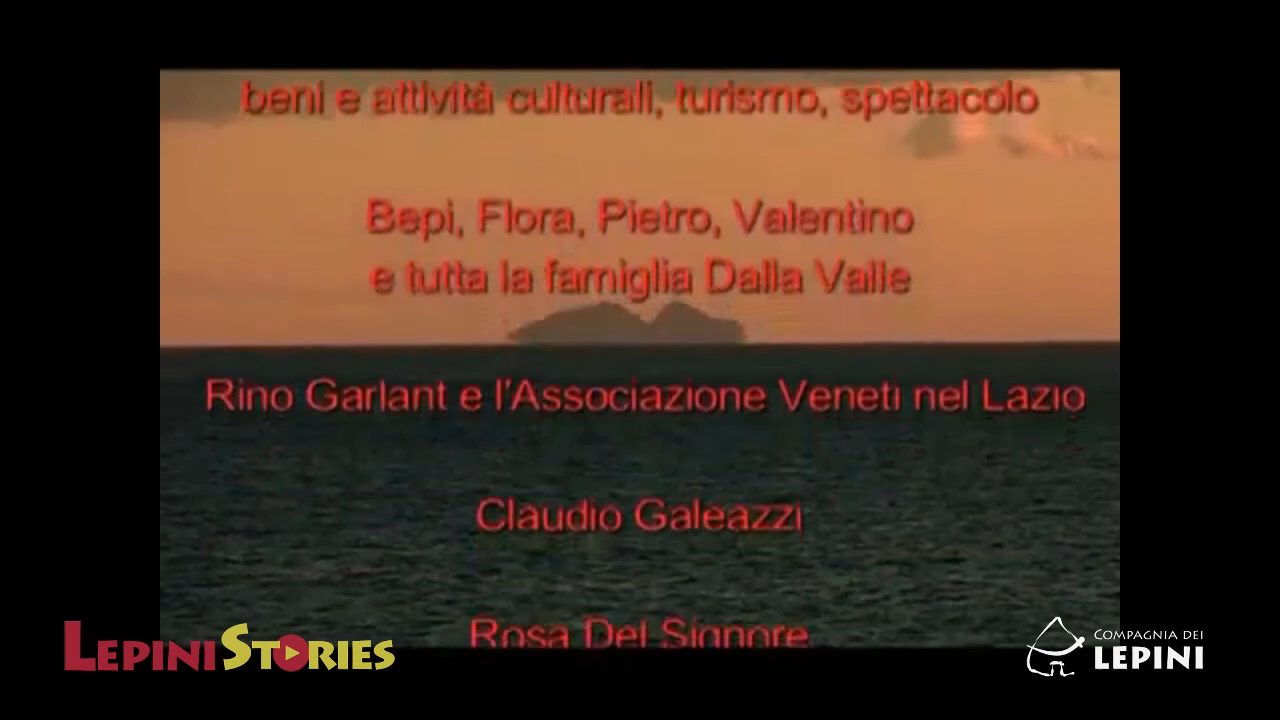 beni e attività culturali, turismo, spettacolo
Bepi, Flora, Pietro, Valentino
e tutta la famiglia Dalla Valle
Rino Garlant e l'Associazione Veneti nel Lazio
Claudio Galeazzi
Rosa Del Signore
LEPINI STORIES
COMPAGNIA DEI
LEPINI